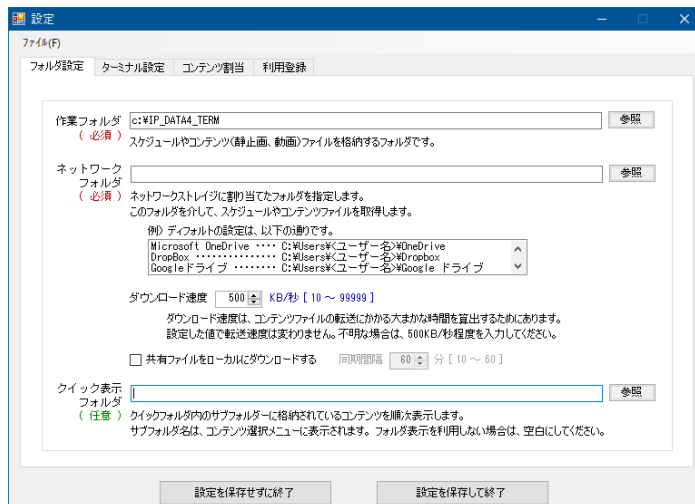 設定
ファイル(F)
フォルダ設定 ターミナル設定 コンテンツ割当 利用登録
作業フォルダ c:¥IP_DATA4_TERM 参照
( 必須 ) スケジュールやコンテンツ(静止画、動画)ファイルを格納するフォルダです。
ネットワーク
フォルダ 参照
( 必須 ) ネットワークストレイジに割り当てたフォルダを指定します。
このフォルダを介して、スケジュールやコンテンツファイルを取得します。
例) ディフォルトの設定は、以下の通りです。
Microsoft OneDrive ････ C:¥Users¥<ユーザー名>¥OneDrive
DropBox ･･････････････ C:¥Users¥<ユーザー名>¥Dropbox
Googleドライブ ････････ C:¥Users¥<ユーザー名>¥Google ドライブ
ダウンロード速度 500 KB/秒 [ 10 ～ 99999 ]
ダウンロード速度は、コンテンツファイルの転送にかかる大まかな時間を算出するためにあります。
設定した値で転送速度は変わりません。不明な場合は、500KB/秒程度を入力してください。
共有ファイルをローカルにダウンロードする 同期間隔 60 分 [ 10 ～ 60 ]
クイック表示
フォルダ 参照
( 任意 ) クイックフォルダ内のサブフォルダーに格納されているコンテンツを順次表示します。
サブフォルダ名は、コンテンツ選択メニューに表示されます。フォルダ表示を利用しない場合は、空白にしてください。
設定を保存せずに終了 設定を保存して終了